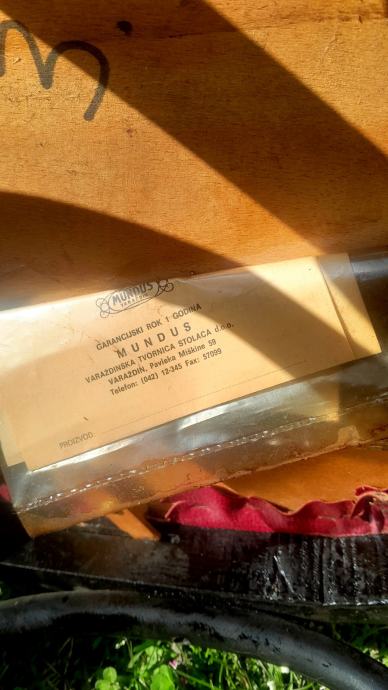 MUNDUS
VARAŽDIN
GARANCIJSKI ROK 1 GODINA
MUNDUS
VARAŽDINSKA TVORNICA STOLACA d.o.o.
VARAŽDIN, Pavleka Miškine 59
Telefon: (042) 12-345 Fax: 57099
PROIZVOD: